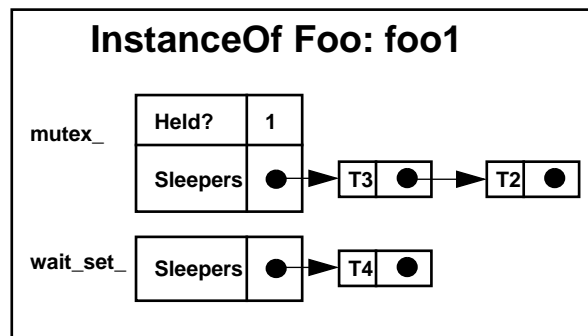 InstanceOf Foo: foo1
mutex_
Held? 1
Sleepers T3 T2
wait_set_
Sleepers T4